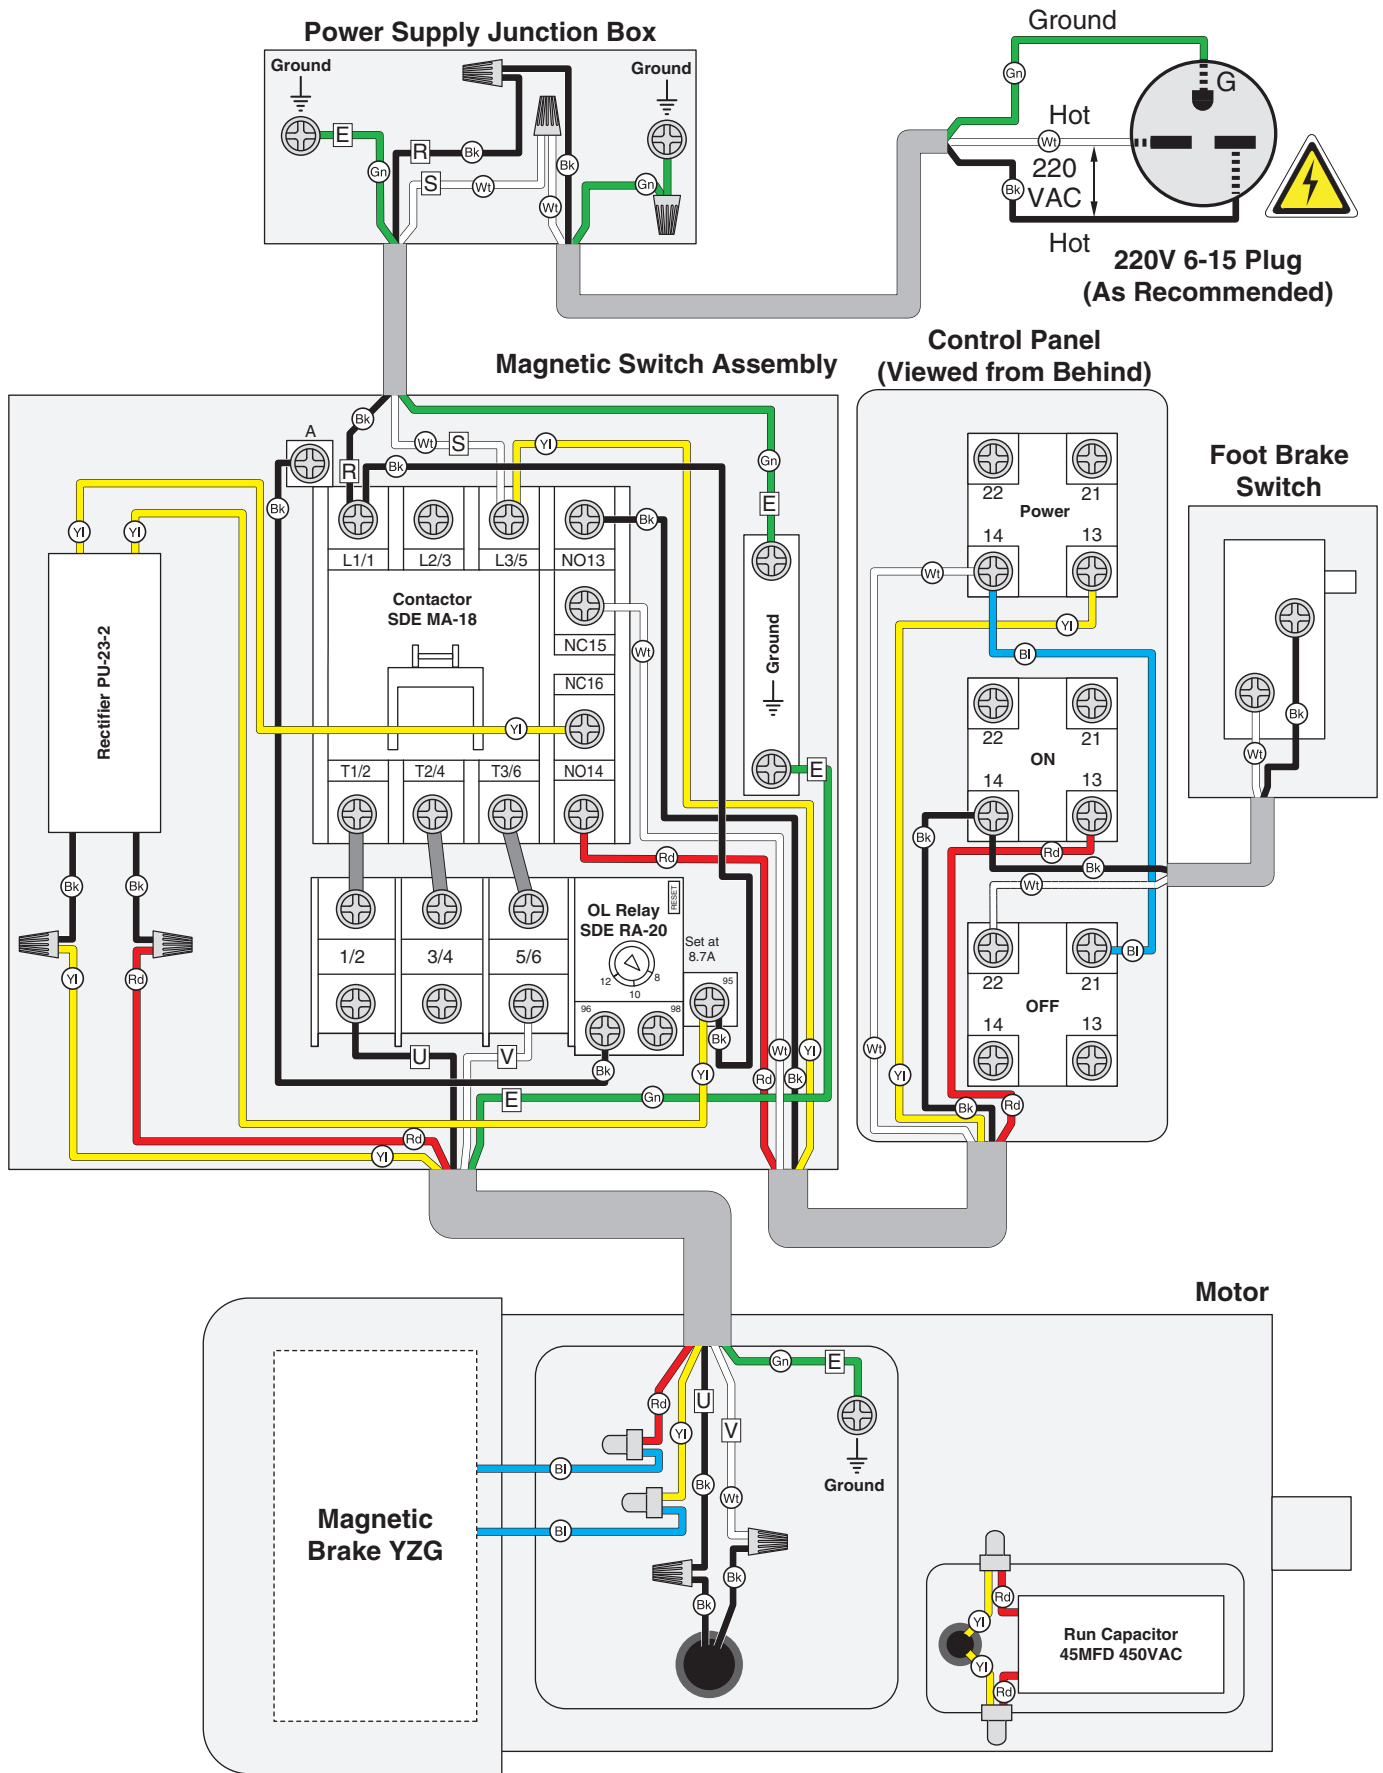 Power Supply Junction Box
Ground
Ground
E
Gn
R
Bk
S
Wt
Wt
Bk
Gn
Ground
Gn
G
Hot
Wt
220
VAC
Bk
Hot
220V 6-15 Plug
(As Recommended)
Magnetic Switch Assembly
A
Bk
R
Wt
S
Bk
Yl
Gn
E
Bk
Bk
Yl
Yl
L1/1
L2/3
L3/5
NO13
Contactor
SDE MA-18
NC15
Wt
NC16
Yl
T1/2
T2/4
T3/6
NO14
Rectifier PU-23-2
Ground
E
Rd
Bk
Bk
Yl
Rd
1/2
3/4
5/6
OL Relay
SDE RA-20
RESET
Set at
8.7A
12
8
10
96
98
95
U
V
Bk
Bk
Yl
Rd
Wt
Bk
Yl
E
Gn
Rd
Yl
Control Panel
(Viewed from Behind)
22
21
Power
14
13
Wt
Yl
Bl
22
21
ON
14
13
Bk
Rd
Bk
Wt
Bl
22
21
OFF
14
13
Wt
Yl
Bk
Rd
Foot Brake
Switch
Bk
Wt
Motor
Magnetic
Brake YZG
Gn
E
Rd
Yl
U
V
Ground
Bl
Bk
Wt
Bl
Bk
Bk
Rd
Yl
Run Capacitor
45MFD 450VAC
Yl
Rd